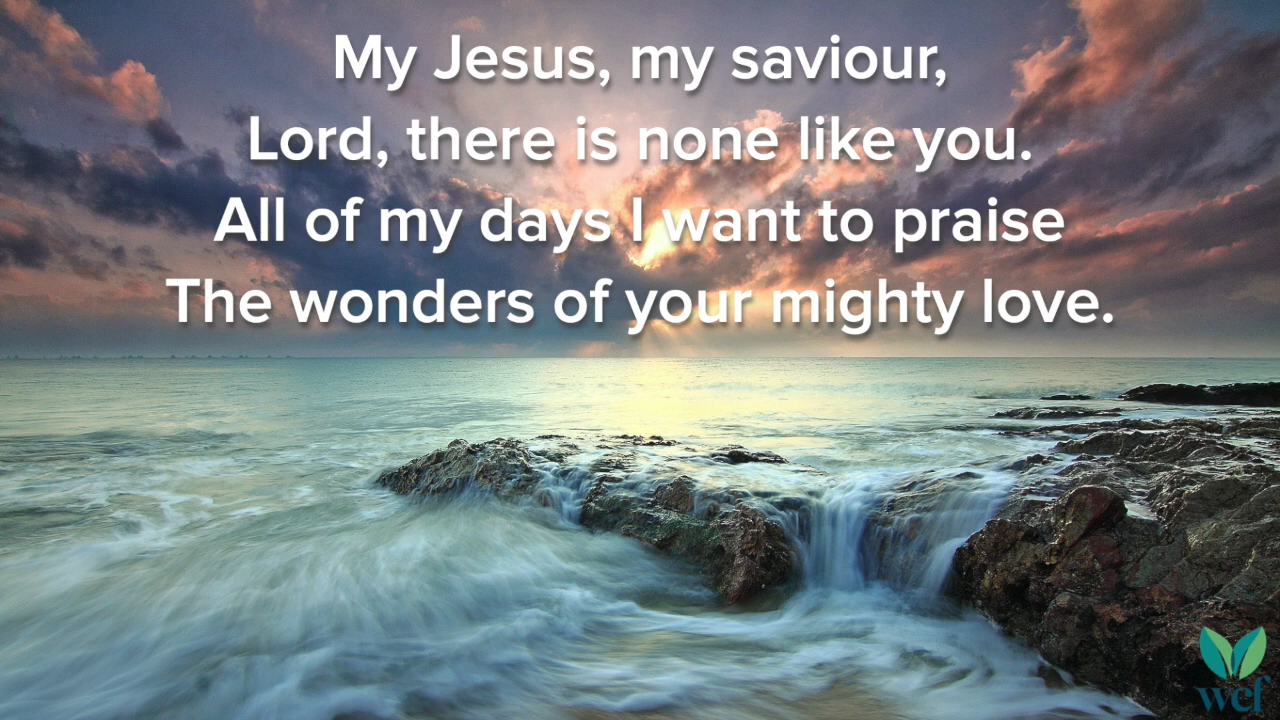 My Jesus, my saviour,
Lord, there is none like you.
All of my days I want to praise
The wonders of your mighty love.
wcf